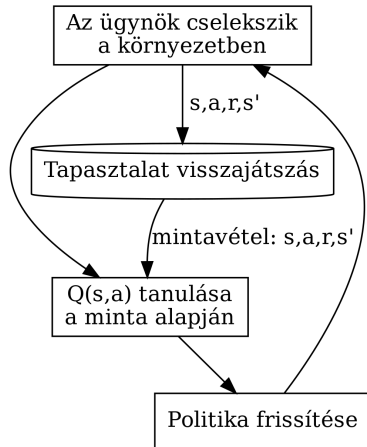 Az ügynök cselekszik
a környezetben
s,a,r,s'
Tapasztalat visszajátszás
mintavétel: s,a,r,s'
Q(s,a) tanulása
a minta alapján
Politika frissítése